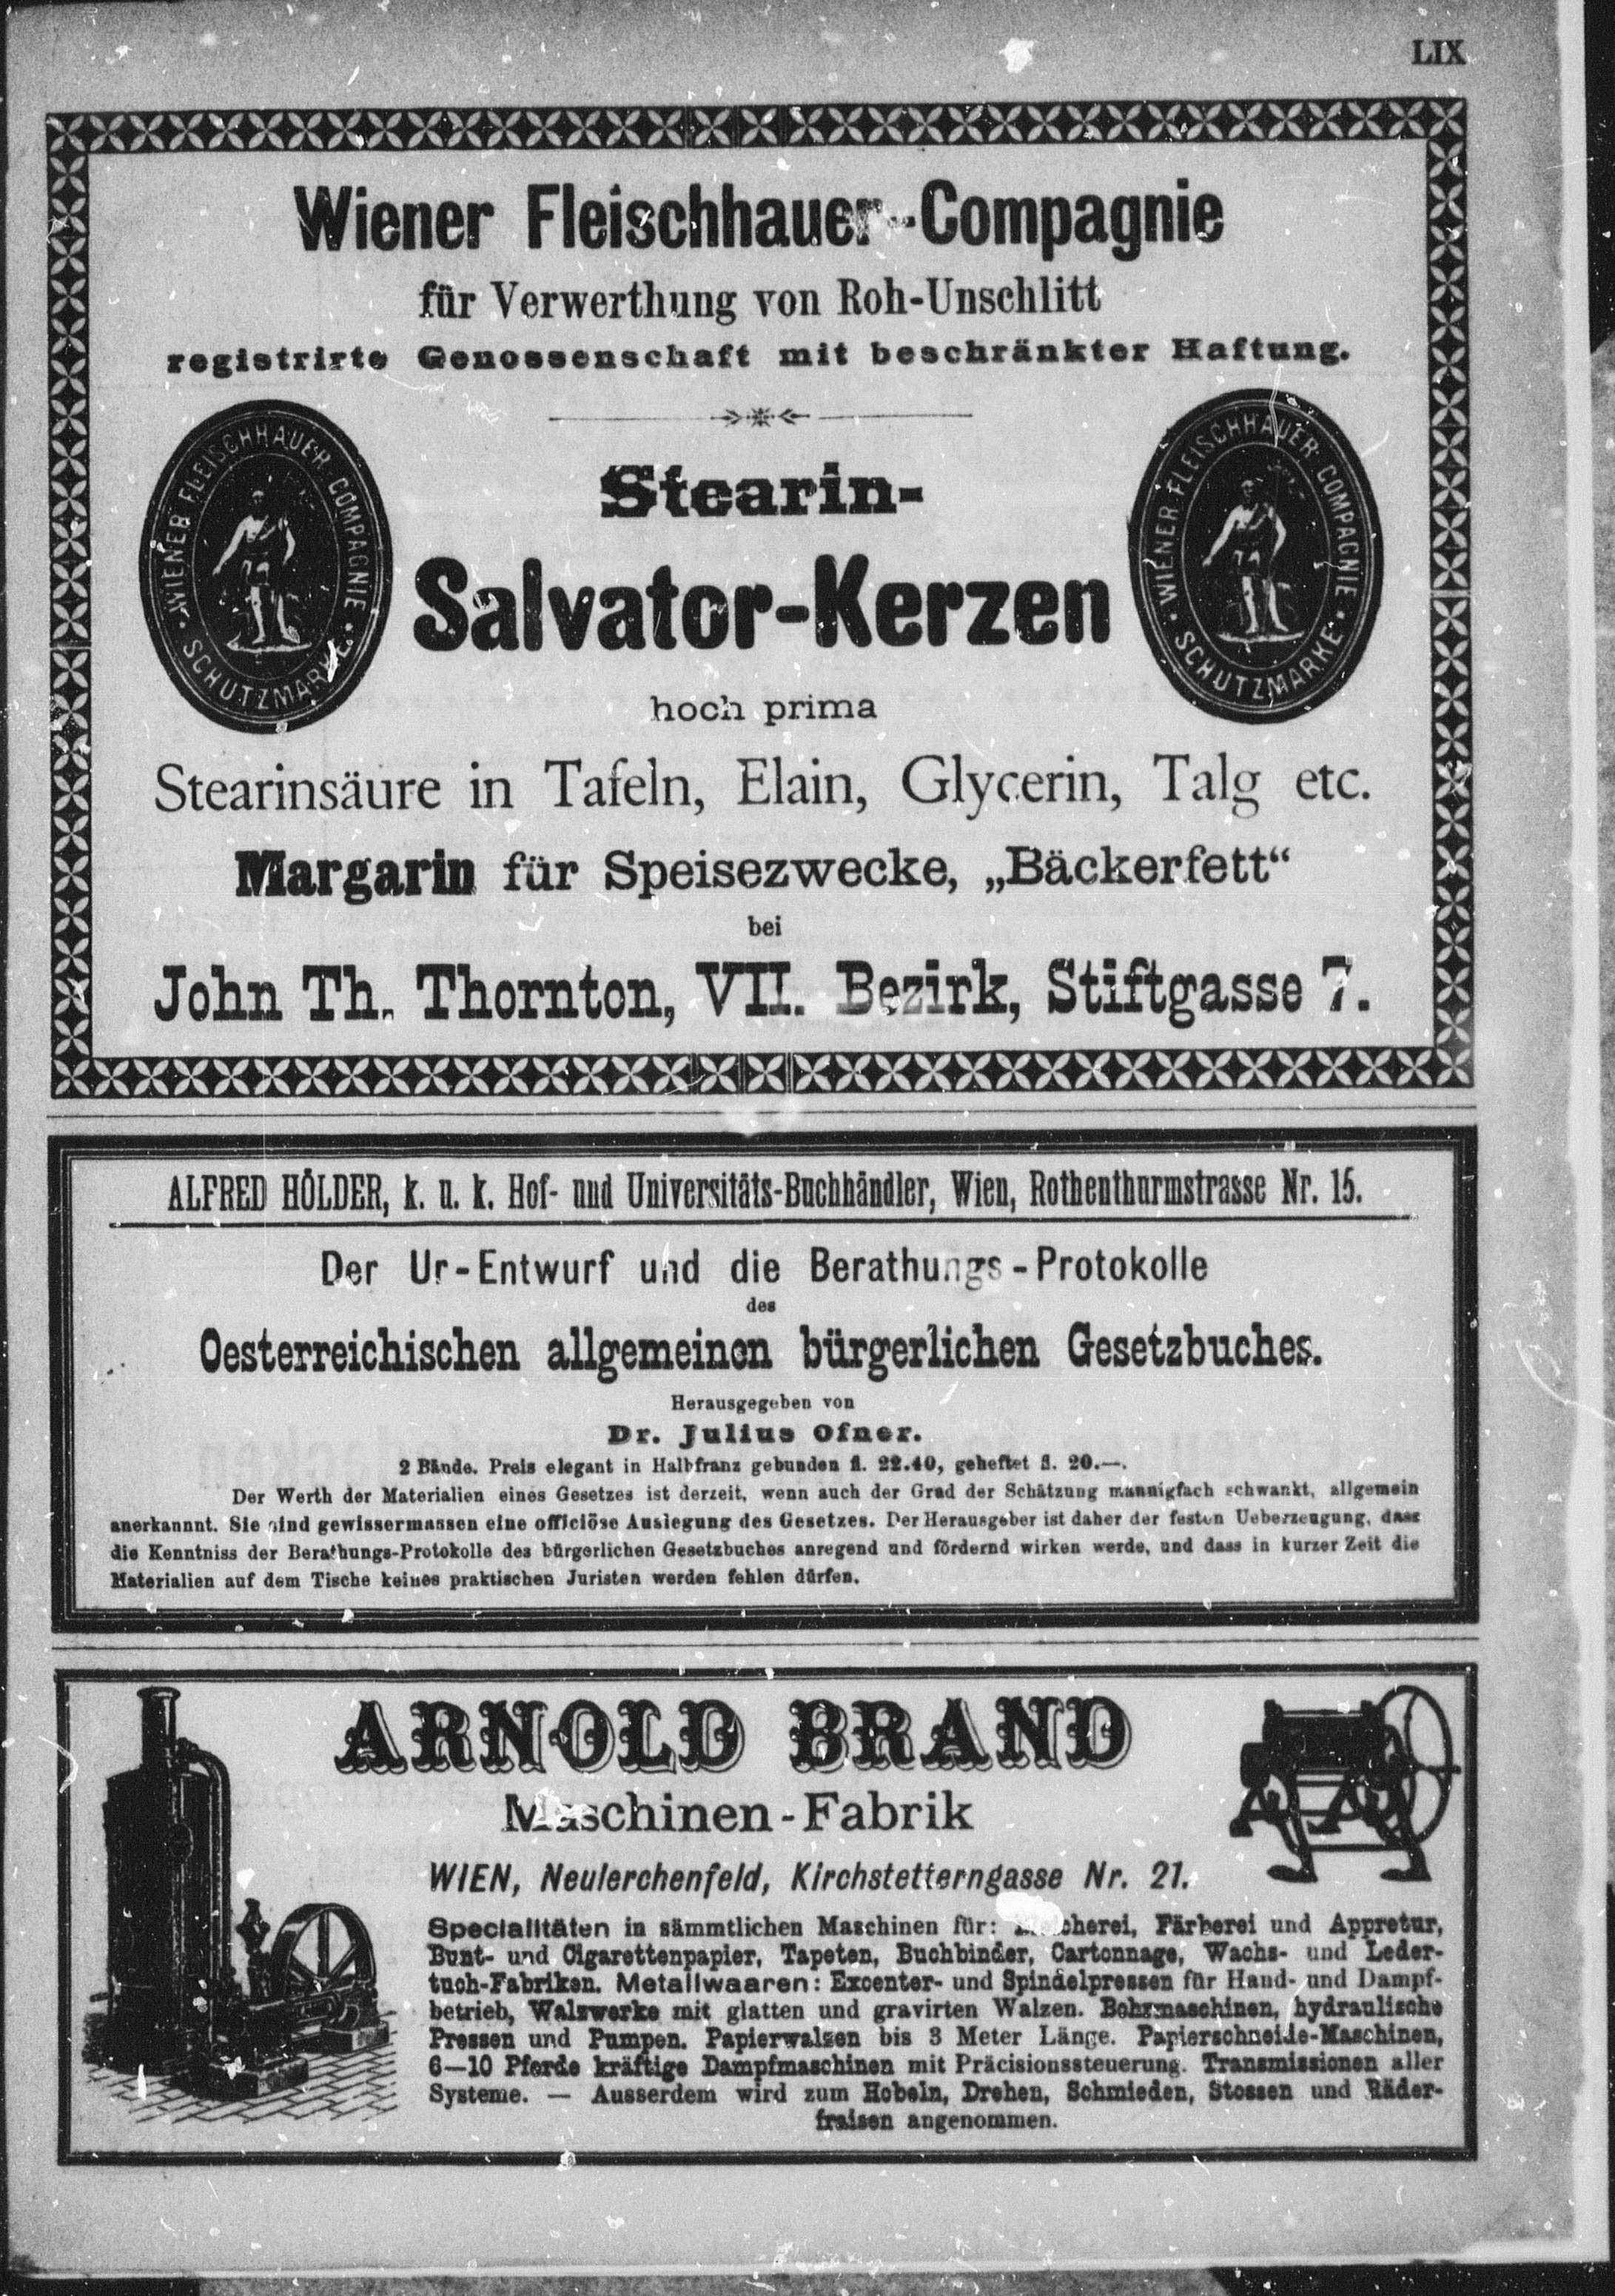 LIX
Wiener Fleischhauer-Compagnie
für Verwerthung von Roh-Unschlitt
registrirte Genossenschaft mit beschränkter Haftung.
WIENER FLEISCHHAUER COMPAGNIE
SCHUTZMARKE
WIENER FLEISCHHAUER COMPAGNIE
SCHUTZMARKE
Stearin-
Salvator-Kerzen
hoch prima
Stearinsäure in Tafeln, Elain, Glycerin, Talg etc.
Margarin für Speisezwecke, „Bäckerfett“
bei
John Th. Thornton, VII. Bezirk, Stiftgasse 7.
ALFRED HÖLDER, k. u. k. Hof- und Universitäts-Buchhändler, Wien, Rothenthurmstrasse Nr. 15.
Der Ur-Entwurf und die Berathungs-Protokolle
des
Oesterreichischen allgemeinen bürgerlichen Gesetzbuches.
Herausgegeben von
Dr. Julius Ofner.
2 Bände. Preis elegant in Halbfranz gebunden fl. 22.40, geheftet fl. 20.—.
Der Werth der Materialien eines Gesetzes ist derzeit, wenn auch der Grad der Schätzung mannigfach schwankt, allgemein
anerkannnt. Sie sind gewissermassen eine officiöse Auslegung des Gesetzes. Der Herausgeber ist daher der festen Ueberzeugung, dass
die Kenntniss der Berathungs-Protokolle des bürgerlichen Gesetzbuches anregend und fördernd wirken werde, und dass in kurzer Zeit die
Materialien auf dem Tische keines praktischen Juristen werden fehlen dürfen.
ARNOLD BRAND
Maschinen-Fabrik
WIEN, Neulerchenfeld, Kirchstetterngasse Nr. 21.
Specialitäten in sämmtlichen Maschinen für: Färberei und Appretur,
Bunt- und Cigarettenpapier, Tapeten, Buchbinder, Cartonnage, Wachs- und Leder-
tuch-Fabriken. Metallwaaren: Excenter- und Spindelpressen für Hand- und Dampf-
betrieb, Walzwerke mit glatten und gravirten Walzen. Bohrmaschinen, hydraulische
Pressen und Pumpen. Papierwalzen bis 3 Meter Länge. Papierschneide-Maschinen,
6—10 Pferde kräftige Dampfmaschinen mit Präcisionssteuerung. Transmissionen aller
Systeme. — Ausserdem wird zum Hobeln, Drehen, Schmieden, Stossen und Räder-
fraisen angenommen.